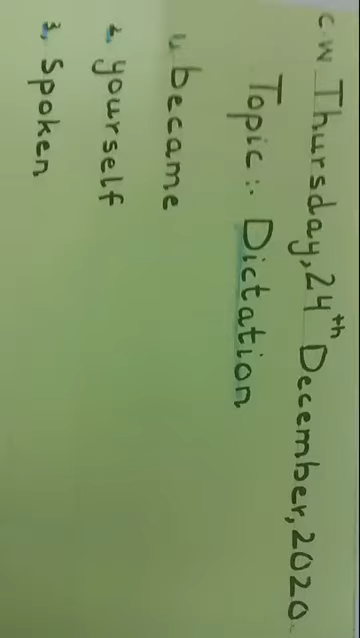 C.W Thursday, 24th December, 2020.
Topic:- Dictation
1, became
2, yourself
3, Spoken